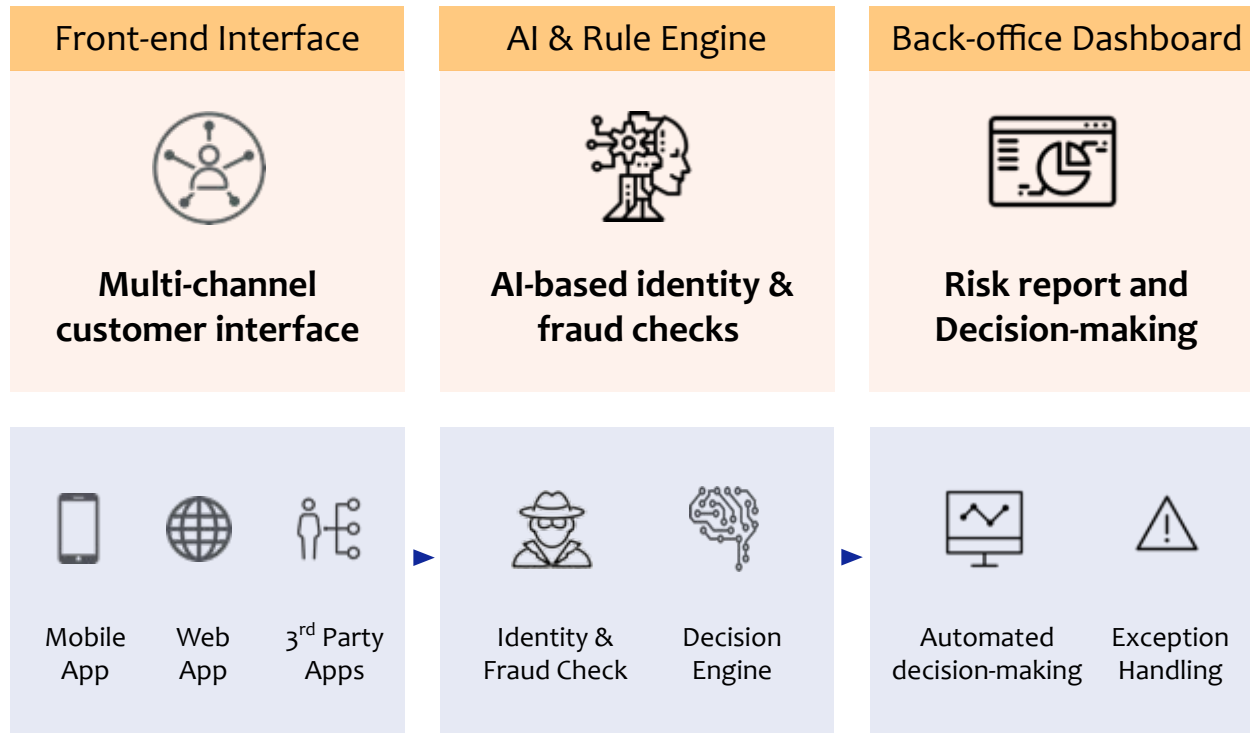 Front-end Interface
AI & Rule Engine
Back-office Dashboard
Multi-channel
customer interface
AI-based identity &
fraud checks
Risk report and
Decision-making
Mobile
App
Web
App
3rd Party
Apps
Identity &
Fraud Check
Decision
Engine
Automated
decision-making
Exception
Handling